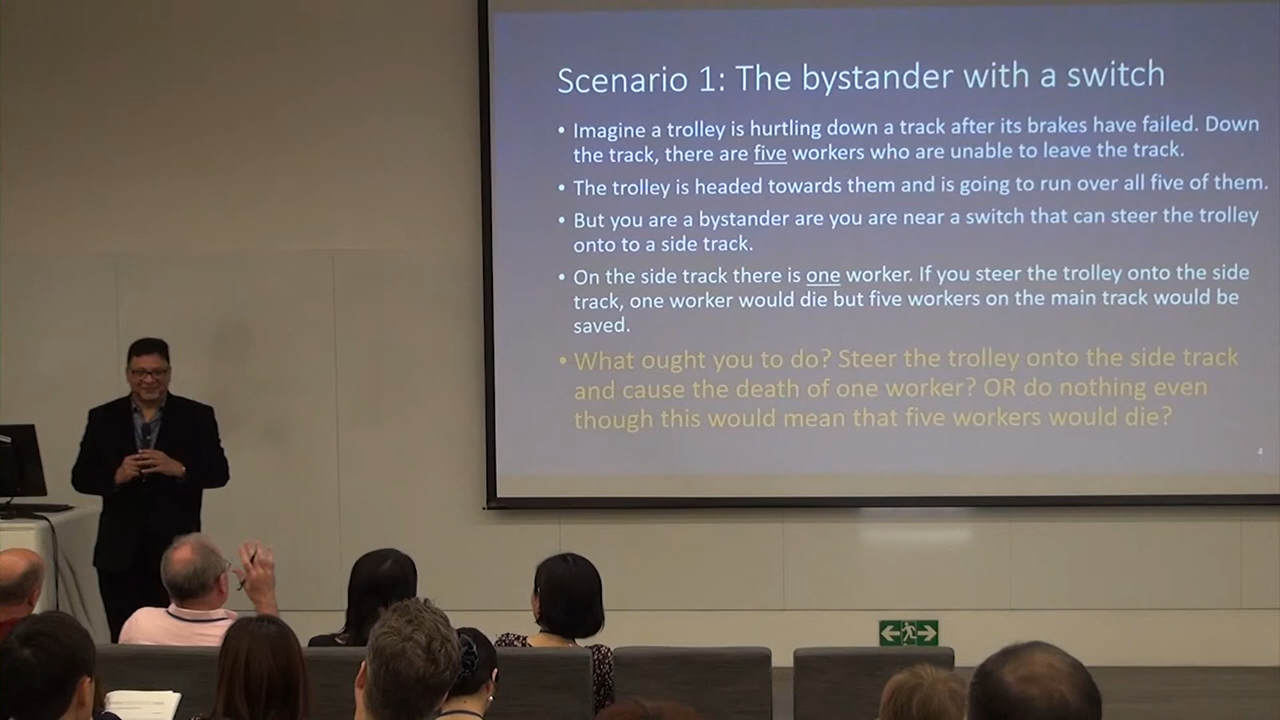 Scenario 1: The bystander with a switch
• Imagine a trolley is hurtling down a track after its brakes have failed. Down
the track, there are five workers who are unable to leave the track.
• The trolley is headed towards them and is going to run over all five of them.
• But you are a bystander are you are near a switch that can steer the trolley
onto to a side track.
• On the side track there is one worker. If you steer the trolley onto the side
track, one worker would die but five workers on the main track would be
saved.
• What ought you to do? Steer the trolley onto the side track
and cause the death of one worker? OR do nothing even
though this would mean that five workers would die?
4